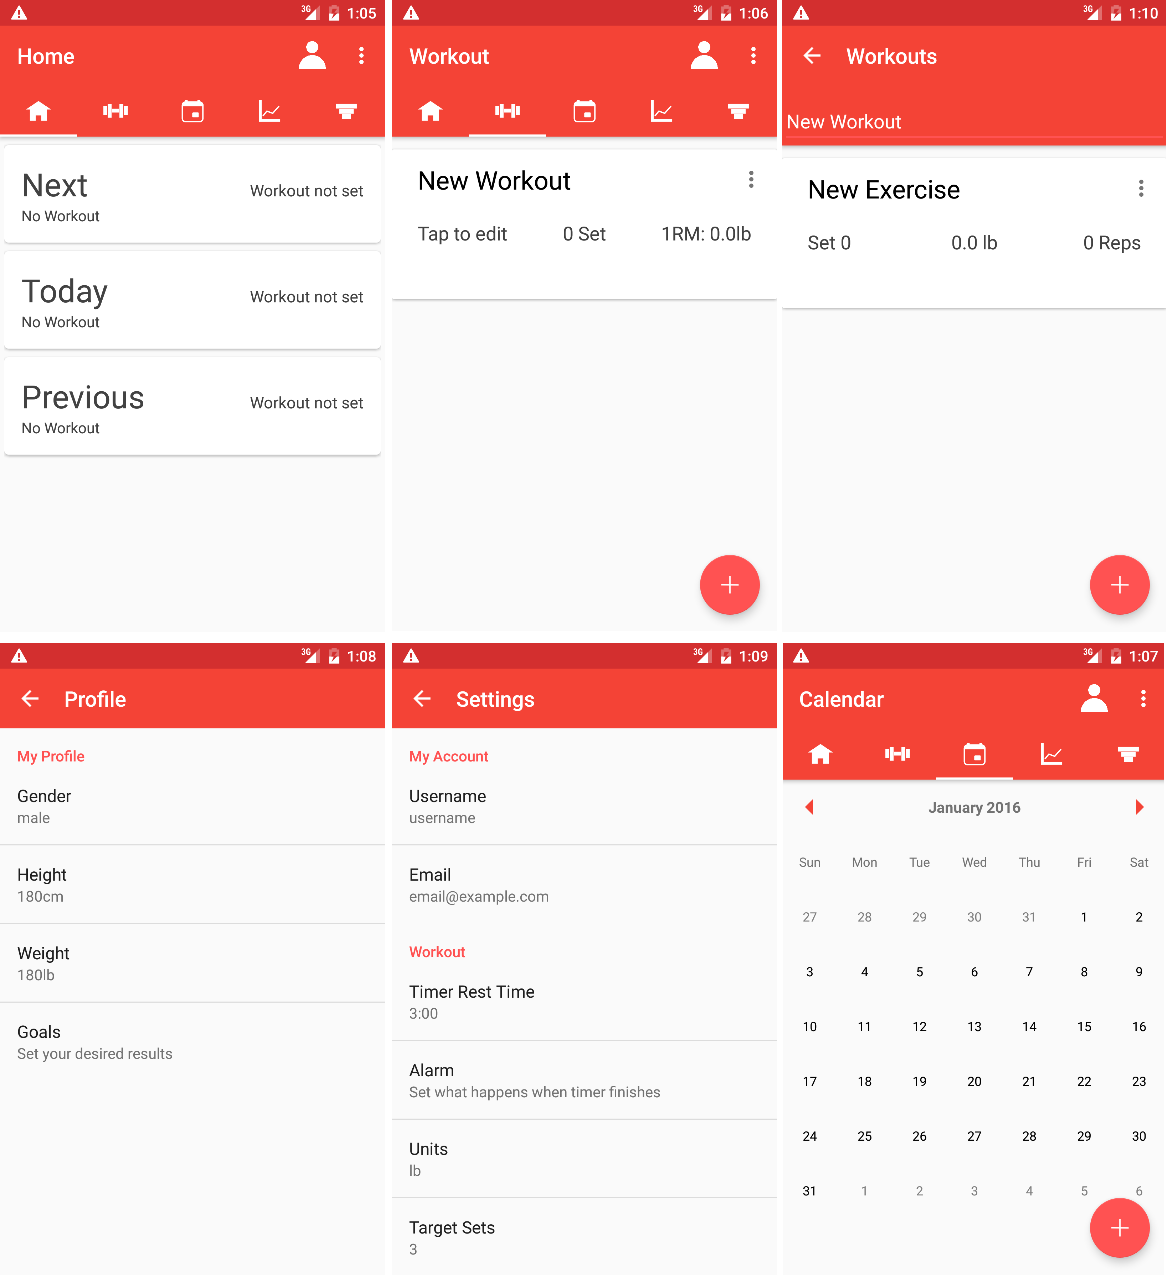 3G 1:05
Home
Next
Workout not set
No Workout
Today
Workout not set
No Workout
Previous
Workout not set
No Workout
3G 1:06
Workout
New Workout
Tap to edit 0 Set 1RM: 0.0lb
3G 1:10
Workouts
New Workout
New Exercise
Set 0 0.0 lb 0 Reps
3G 1:08
Profile
My Profile
Gender
male
Height
180cm
Weight
180lb
Goals
Set your desired results
3G 1:09
Settings
My Account
Username
username
Email
email@example.com
Workout
Timer Rest Time
3:00
Alarm
Set what happens when timer finishes
Units
lb
Target Sets
3
3G 1:07
Calendar
January 2016
Sun Mon Tue Wed Thu Fri Sat
27 28 29 30 31 1 2
3 4 5 6 7 8 9
10 11 12 13 14 15 16
17 18 19 20 21 22 23
24 25 26 27 28 29 30
31 1 2 3 4 5 6